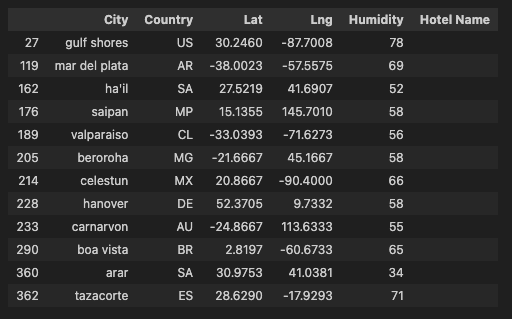 City Country Lat Lng Humidity Hotel Name
27 gulf shores US 30.2460 -87.7008 78
119 mar del plata AR -38.0023 -57.5575 69
162 ha'il SA 27.5219 41.6907 52
176 saipan MP 15.1355 145.7010 58
189 valparaiso CL -33.0393 -71.6273 56
205 beroroha MG -21.6667 45.1667 58
214 celestun MX 20.8667 -90.4000 66
228 hanover DE 52.3705 9.7332 58
233 carnarvon AU -24.8667 113.6333 55
290 boa vista BR 2.8197 -60.6733 65
360 arar SA 30.9753 41.0381 34
362 tazacorte ES 28.6290 -17.9293 71